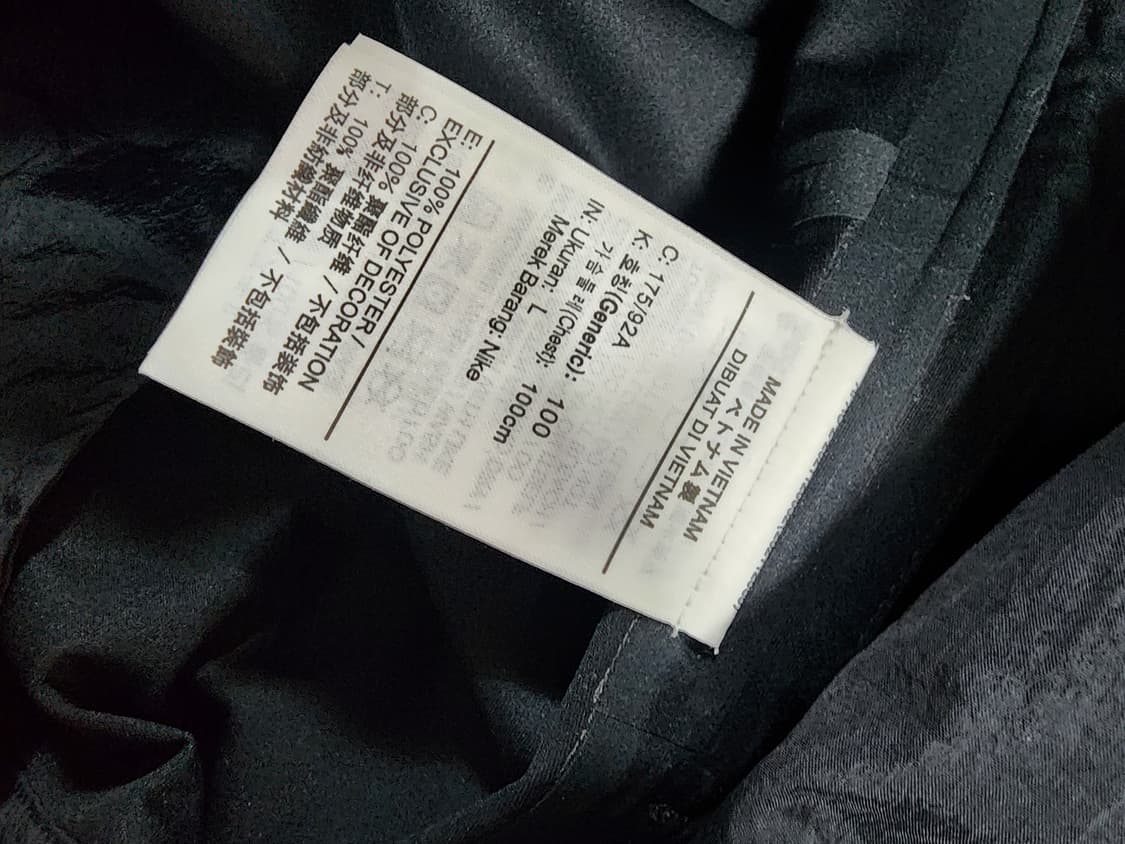 MADE IN VIETNAM
ベトナム製
DIBUAT DI VIETNAM
C: 175/92A
K: 호칭(Generic): 100
가슴둘레(Chest): 100cm
IN: Ukuran: L
Merek Barang: Nike
E: 100% POLYESTER /
EXCLUSIVE OF DECORATION
C: 100% 聚酯纤维 / 不包括装饰
部分及非纤维物质
T: 100% 聚酯纖維 / 不包括裝飾
部分及非紡織材料